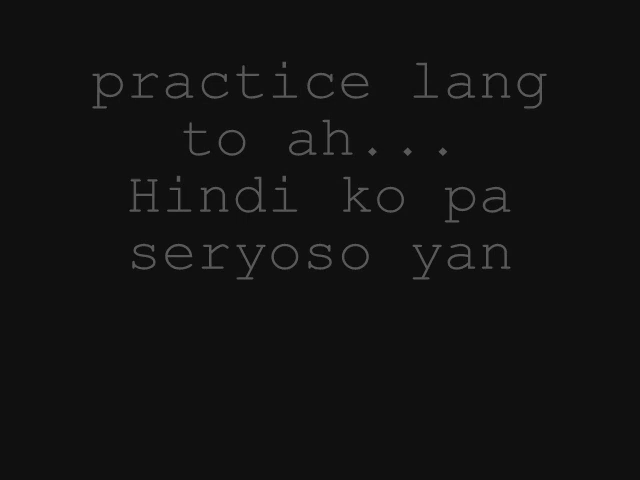 practice lang
to ah...
Hindi ko pa
seryoso yan